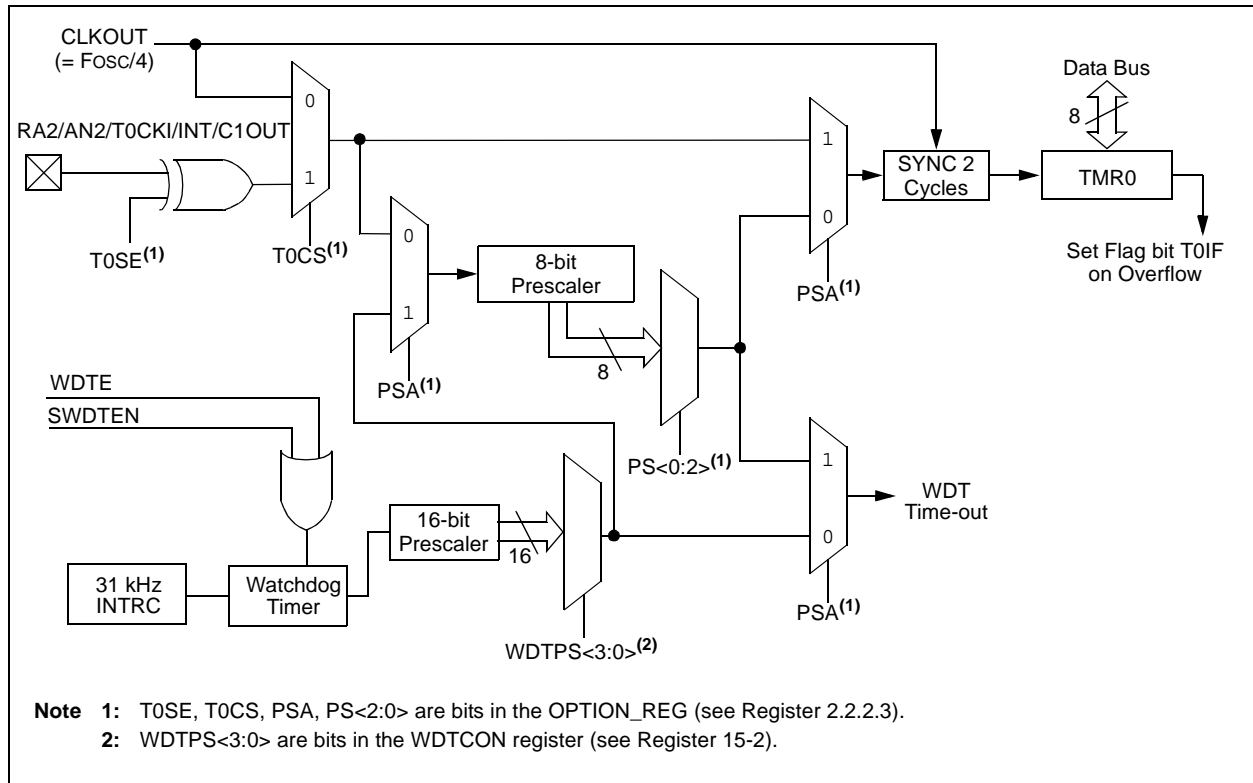 CLKOUT
(= FOSC/4)
Data Bus
8
RA2/AN2/T0CKI/INT/C1OUT
0
1
1
0
SYNC 2
Cycles
TMR0
T0SE(1)
T0CS(1)
0
1
8-bit
Prescaler
8
PSA(1)
Set Flag bit T0IF
on Overflow
PSA(1)
WDTE
SWDTEN
PS<0:2>(1)
1
0
WDT
Time-out
16-bit
Prescaler
16
31 kHz
INTRC
Watchdog
Timer
PSA(1)
WDTPS<3:0>(2)
Note 1: T0SE, T0CS, PSA, PS<2:0> are bits in the OPTION_REG (see Register 2.2.2.3).
2: WDTPS<3:0> are bits in the WDTCON register (see Register 15-2).